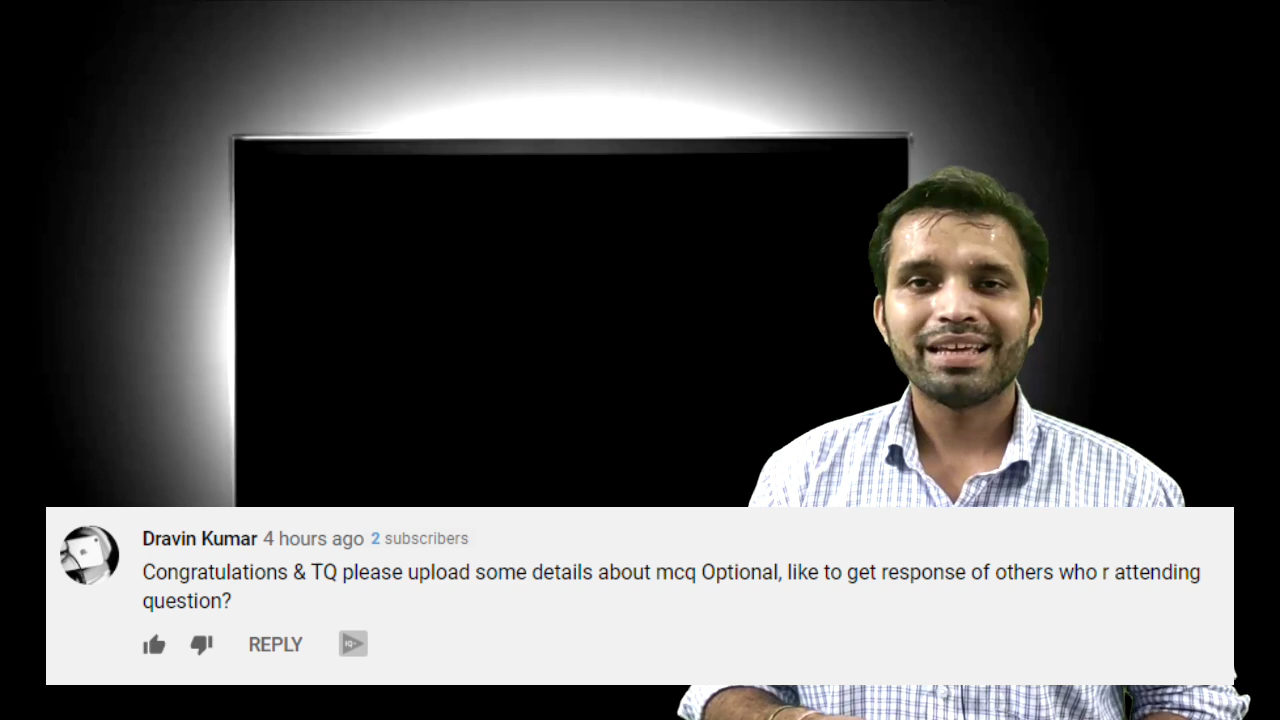 Dravin Kumar 4 hours ago 2 subscribers
Congratulations & TQ please upload some details about mcq Optional, like to get response of others who r attending
question?
REPLY